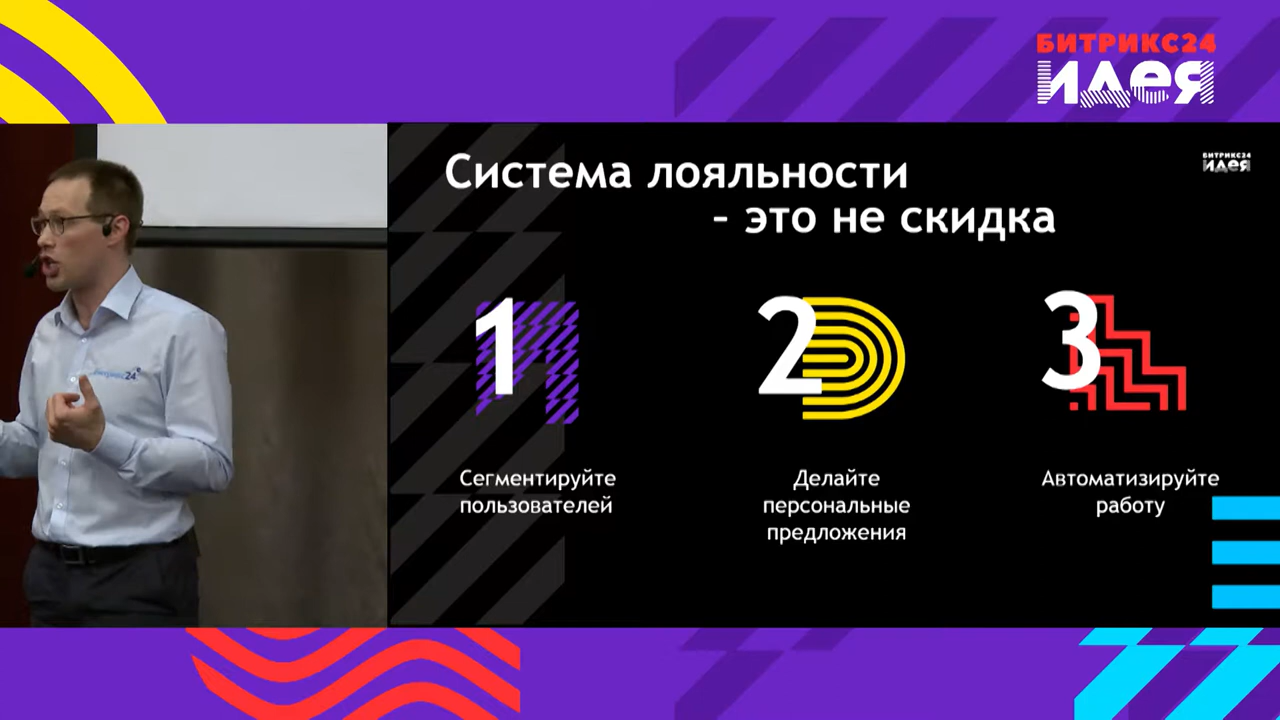 БИТРИКС24
ИДЕЯ
Система лояльности
- это не скидка
БИТРИКС24
ИДЕЯ
1
2
3
Сегментируйте
пользователей
Делайте
персональные
предложения
Автоматизируйте
работу
Битрикс24